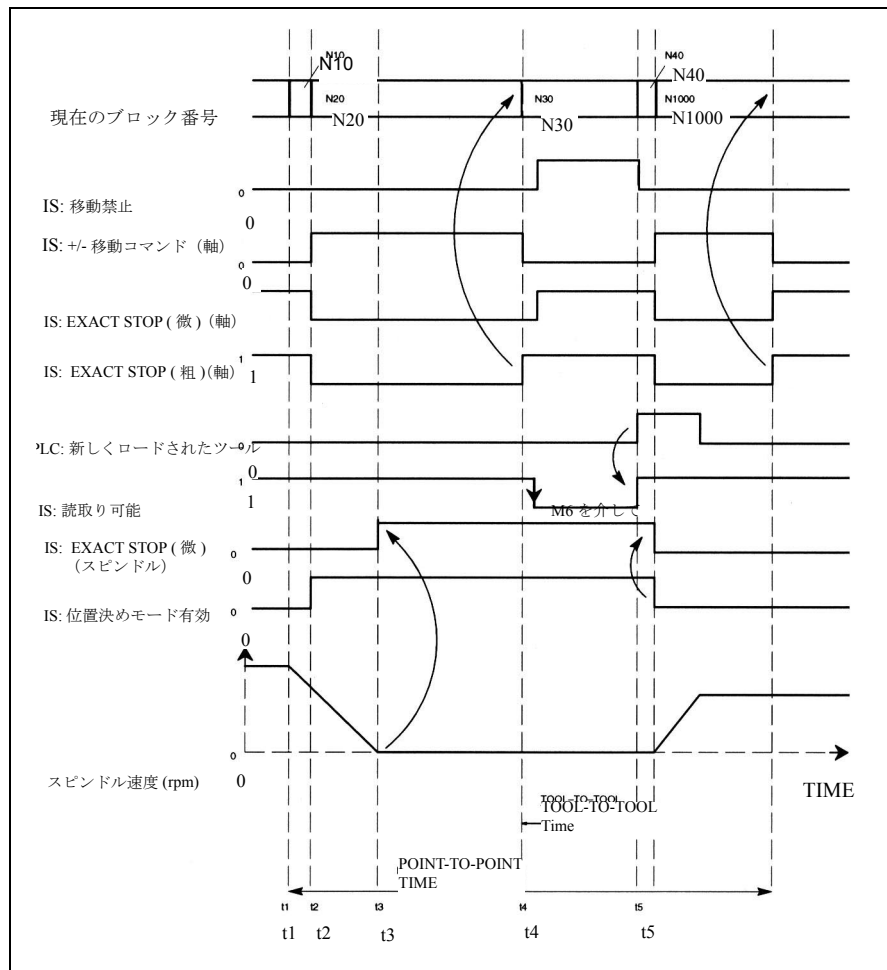 N10
N10
N40
N40
現在のブロック番号
N20
N20
N30
N30
N1000
N1000
0
IS: 移動禁止
0
IS: +/- 移動コマンド（軸）
0
0
IS: EXACT STOP ( 微 )（軸）
1
IS: EXACT STOP ( 粗 )（軸）
1
PLC: 新しくロードされたツール
0
0
1
1
IS: 読取り可能
M6 を介して
IS: EXACT STOP ( 微 )
（スピンドル）
0
0
IS: 位置決めモード有効
0
0
0
スピンドル速度 (rpm)
0
TIME
TOOL-TO-TOOL
TOOL-TO-TOOL
Time
POINT-TO-POINT
TIME
t1
t2
t3
t4
t5
t1
t2
t3
t4
t5